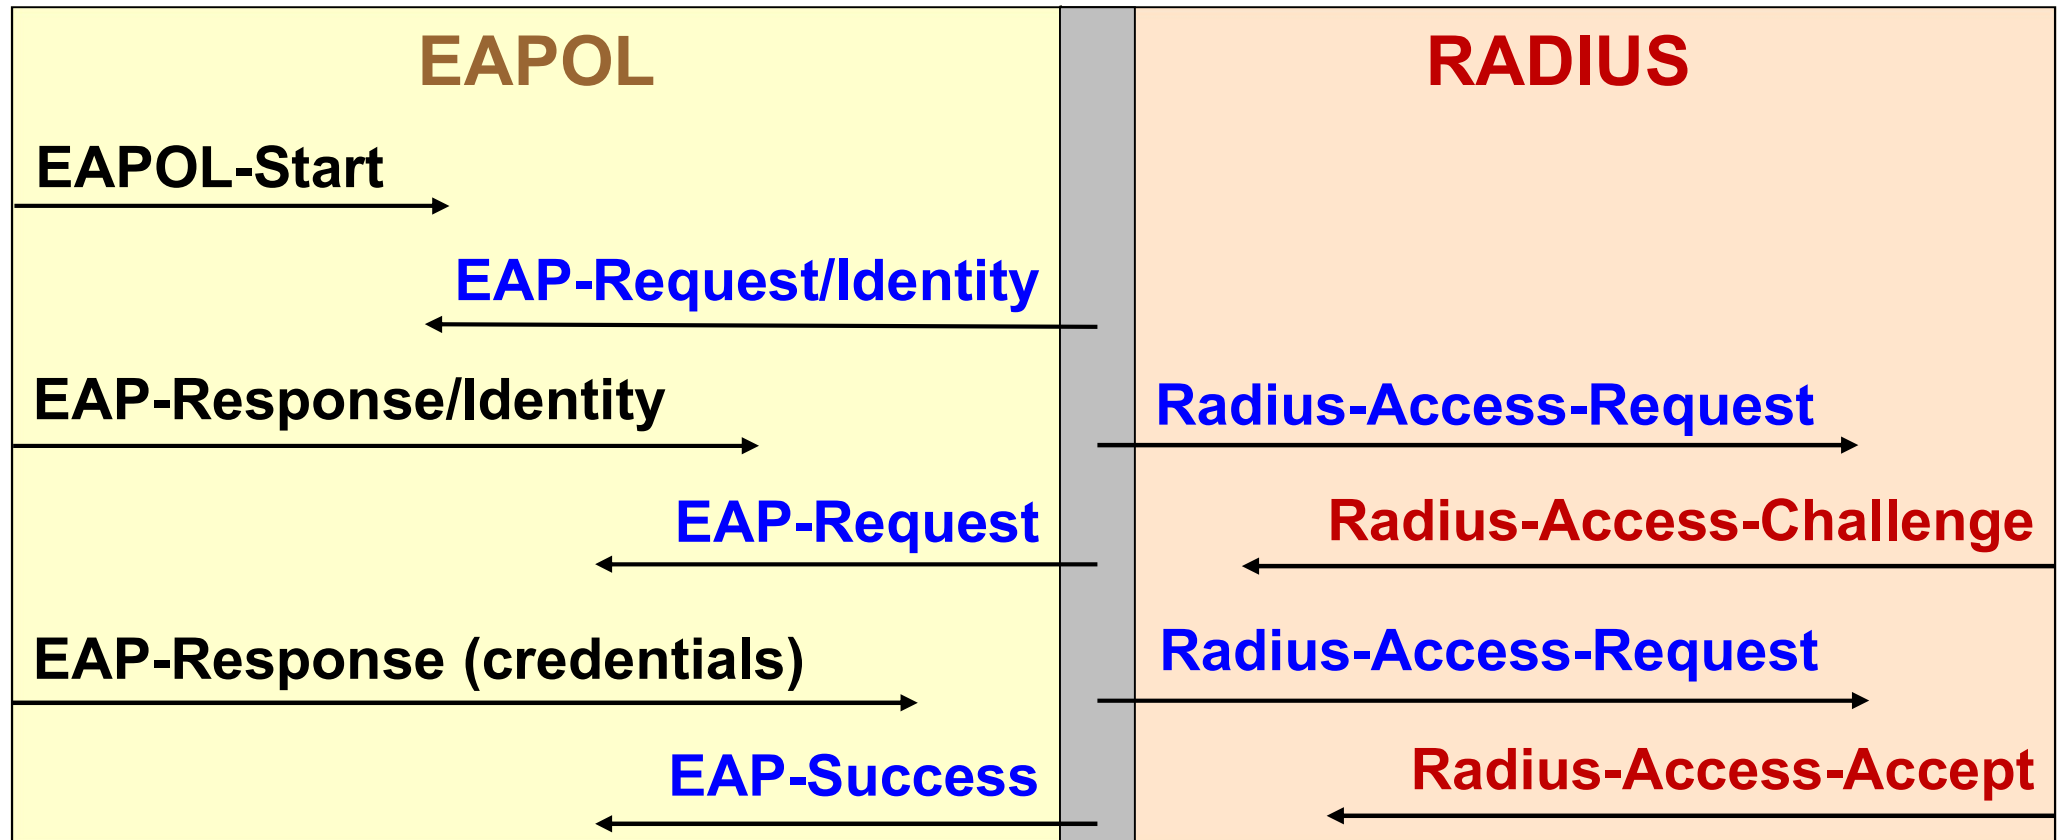 EAPOL
RADIUS
EAPOL-Start
EAP-Request/Identity
EAP-Response/Identity
Radius-Access-Request
EAP-Request
Radius-Access-Challenge
EAP-Response (credentials)
Radius-Access-Request
EAP-Success
Radius-Access-Accept